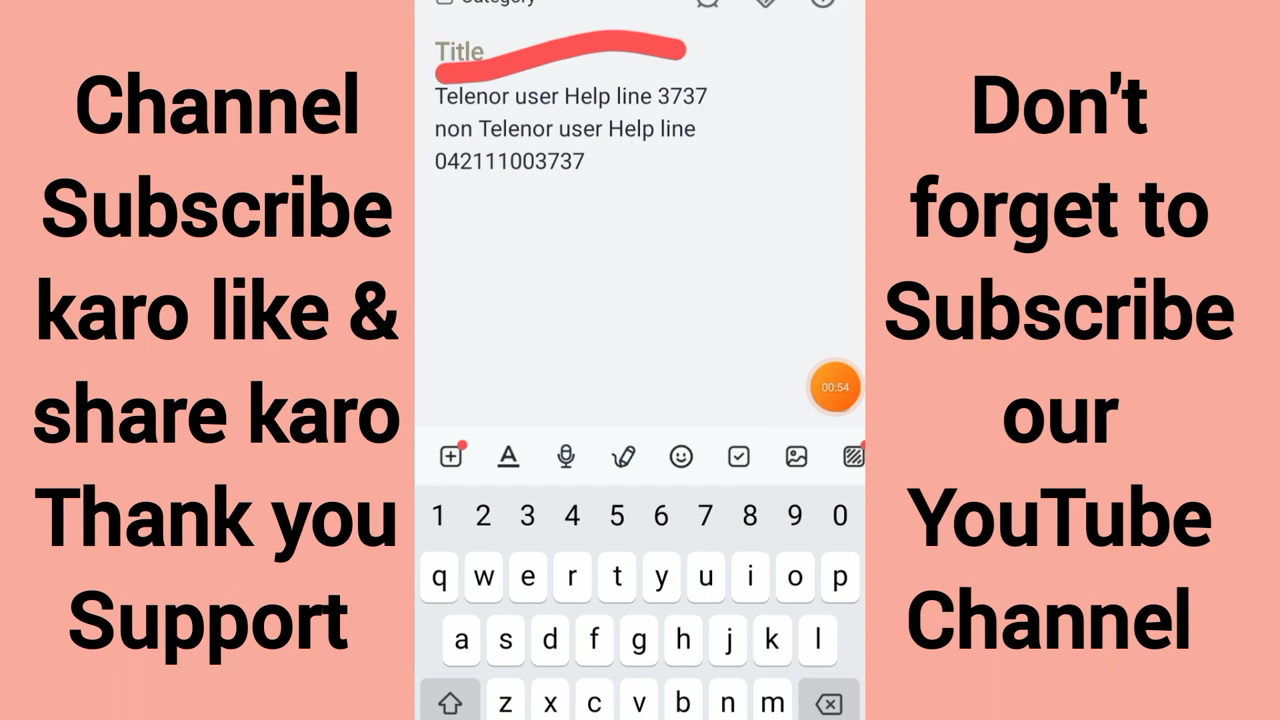 Channel
Subscribe
karo like &
share karo
Thank you
Support
Category
Title
Telenor user Help line 3737
non Telenor user Help line
042111003737
00:54
A
1 2 3 4 5 6 7 8 9 0
q w e r t y u i o p
a s d f g h j k l
z x c v b n m
Don't
forget to
Subscribe
our
YouTube
Channel